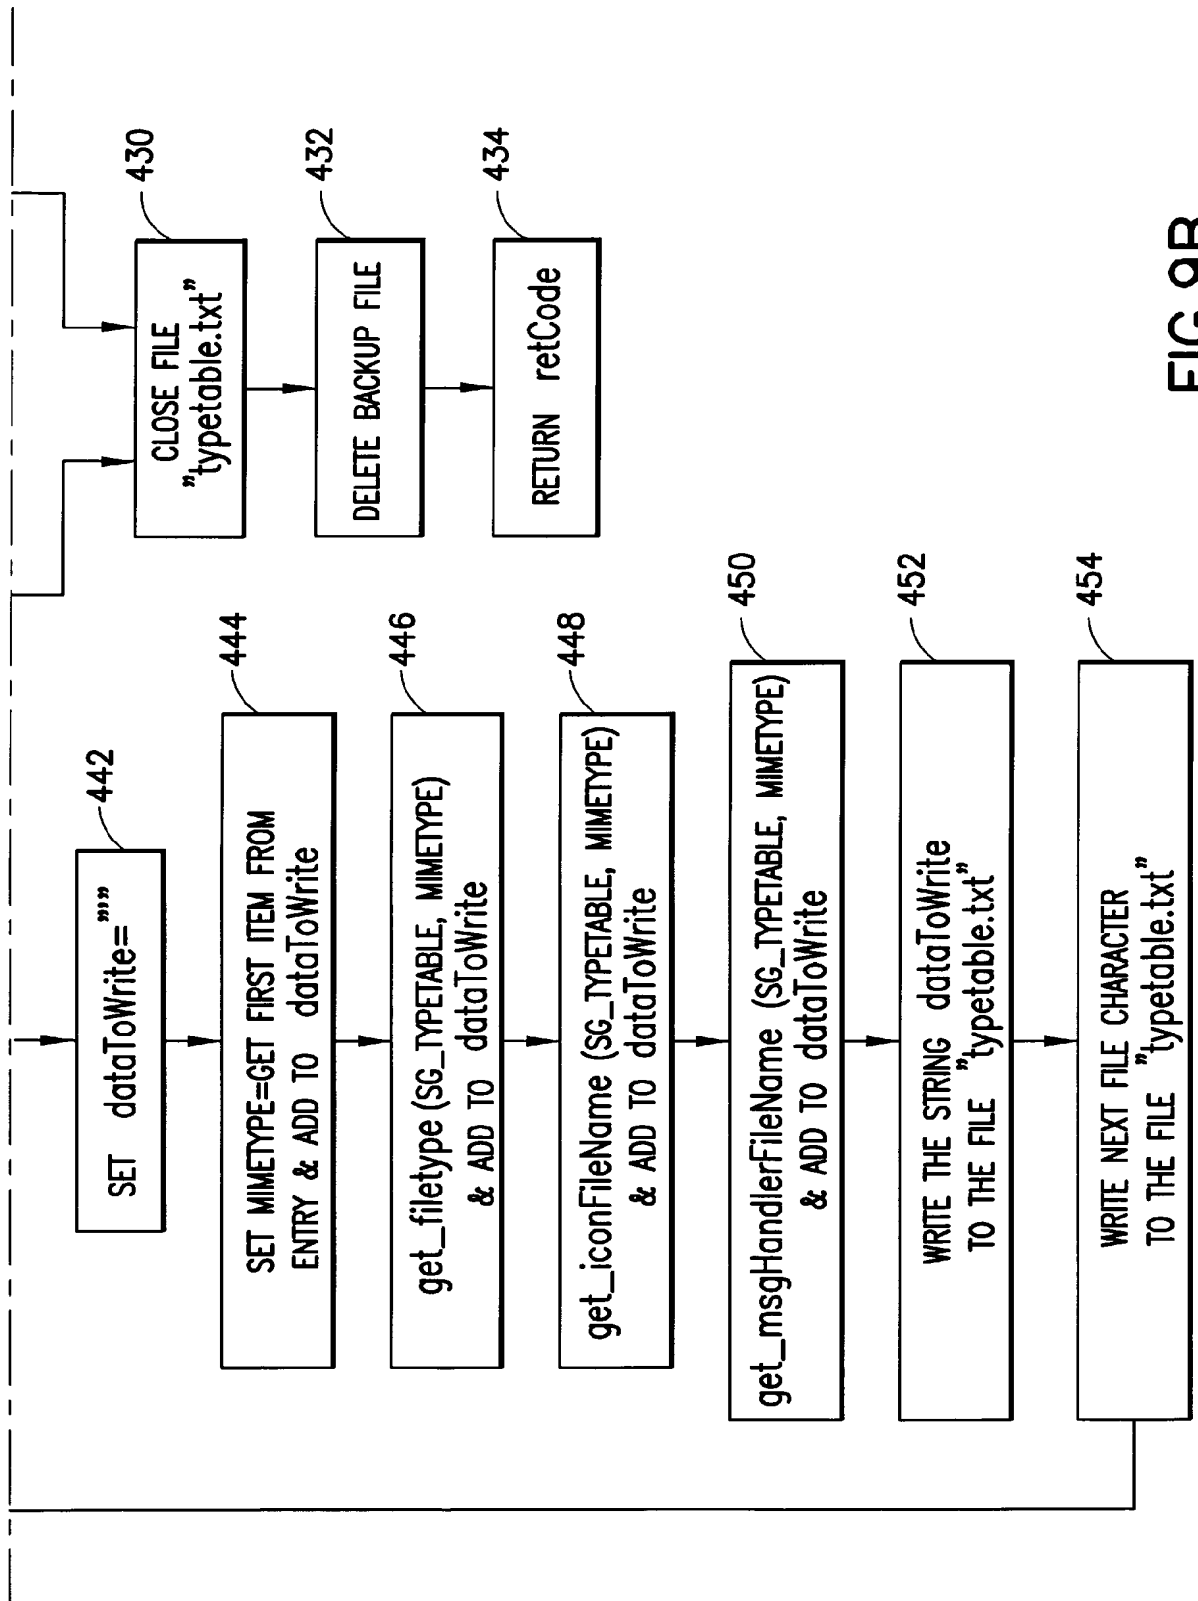 442
SET dataToWrite=""
444
SET MIMETYPE=GET FIRST ITEM FROM
ENTRY & ADD TO dataToWrite
446
get_filetype(SG_TYPETABLE, MIMETYPE)
& ADD TO dataToWrite
448
get_iconFileName (SG_TYPETABLE, MIMETYPE)
& ADD TO dataToWrite
450
get_msgHandlerFileName (SG_TYPETABLE, MIMETYPE)
& ADD TO dataToWrite
452
WRITE THE STRING dataToWrite
TO THE FILE "typetable.txt"
454
WRITE NEXT FILE CHARACTER
TO THE FILE "typetable.txt"
430
CLOSE FILE
"typetable.txt"
432
DELETE BACKUP FILE
434
RETURN retCode
FIG 9B